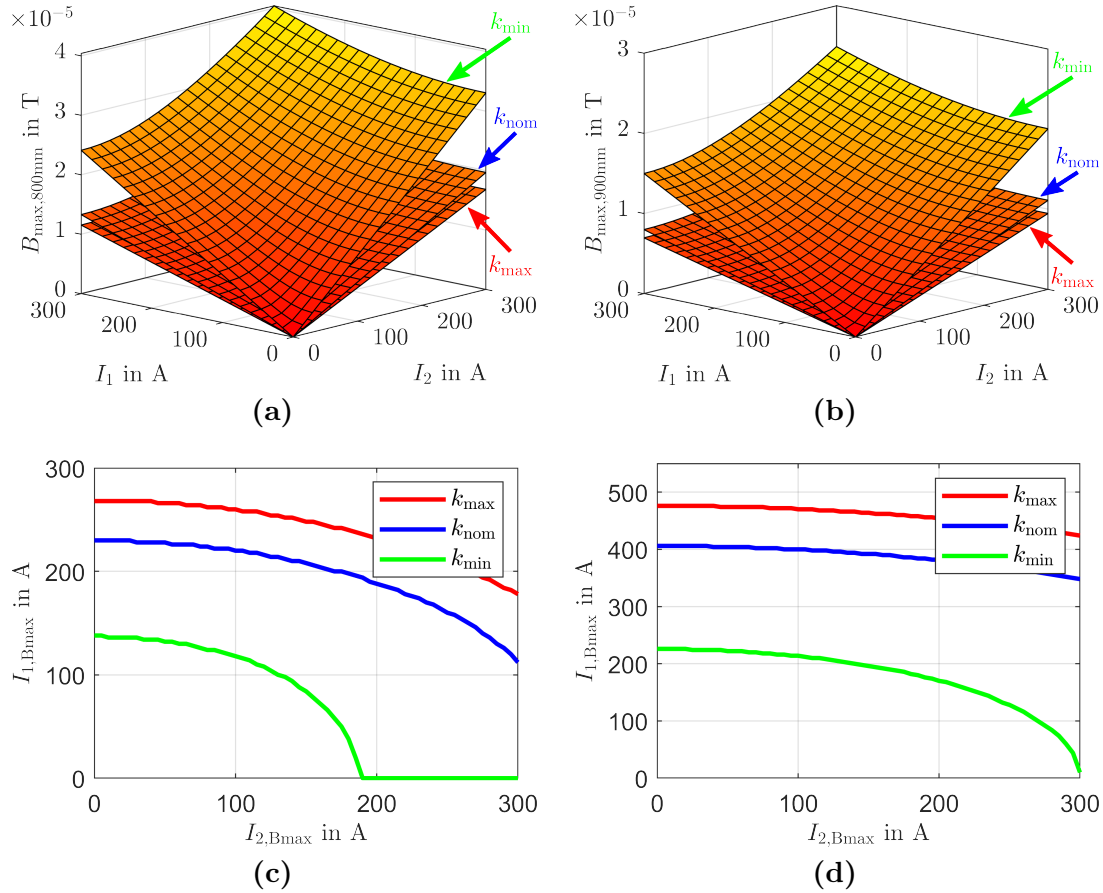 ×10⁻⁵
4
3
2
1
0
300
200
100
0
0
100
200
300
B_max,800mm in T
I_1 in A
I_2 in A
k_min
k_nom
k_max
(a)
×10⁻⁵
3
2
1
0
300
200
100
0
0
100
200
300
B_max,900mm in T
I_1 in A
I_2 in A
k_min
k_nom
k_max
(b)
300
200
100
0
0
100
200
300
I_1,Bmax in A
I_2,Bmax in A
k_max
k_nom
k_min
(c)
500
400
300
200
100
0
0
100
200
300
I_1,Bmax in A
I_2,Bmax in A
k_max
k_nom
k_min
(d)